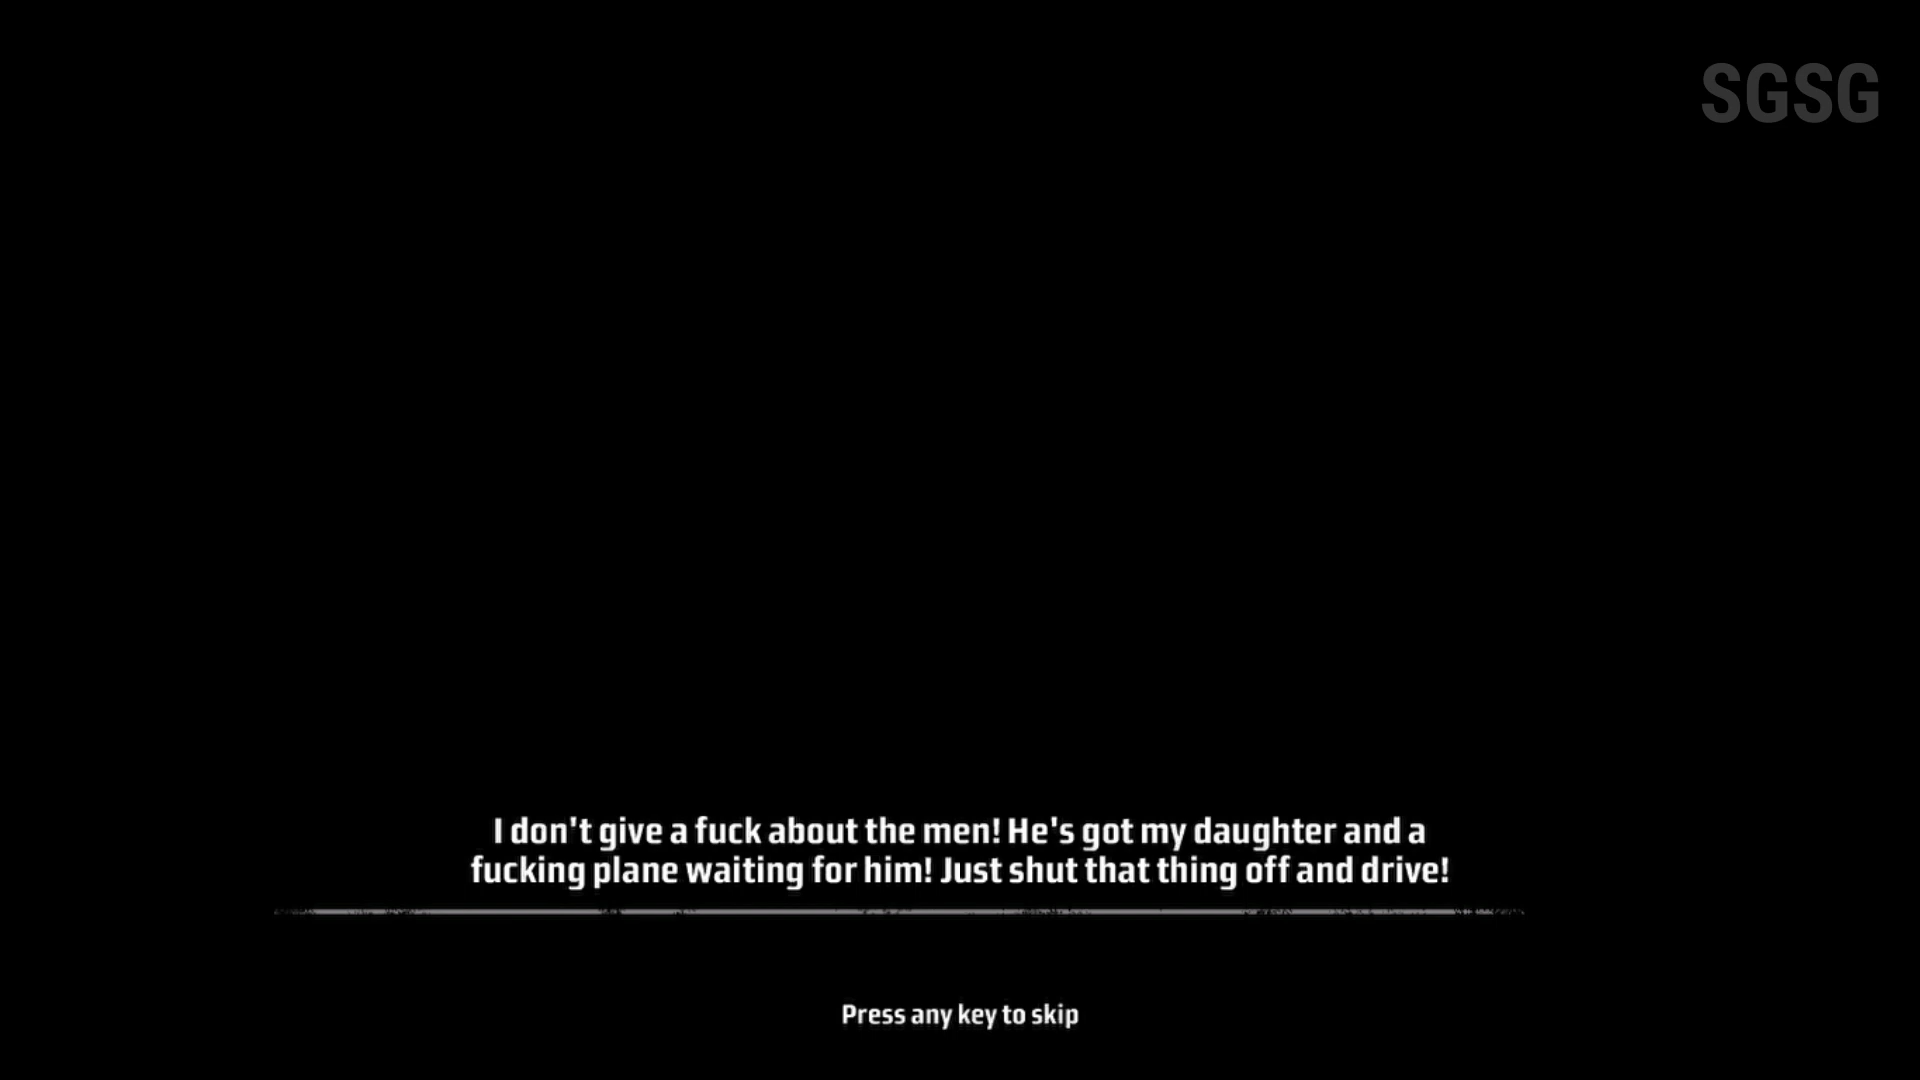 SGSG
I don't give a fuck about the men! He's got my daughter and a
fucking plane waiting for him! Just shut that thing off and drive!
Press any key to skip